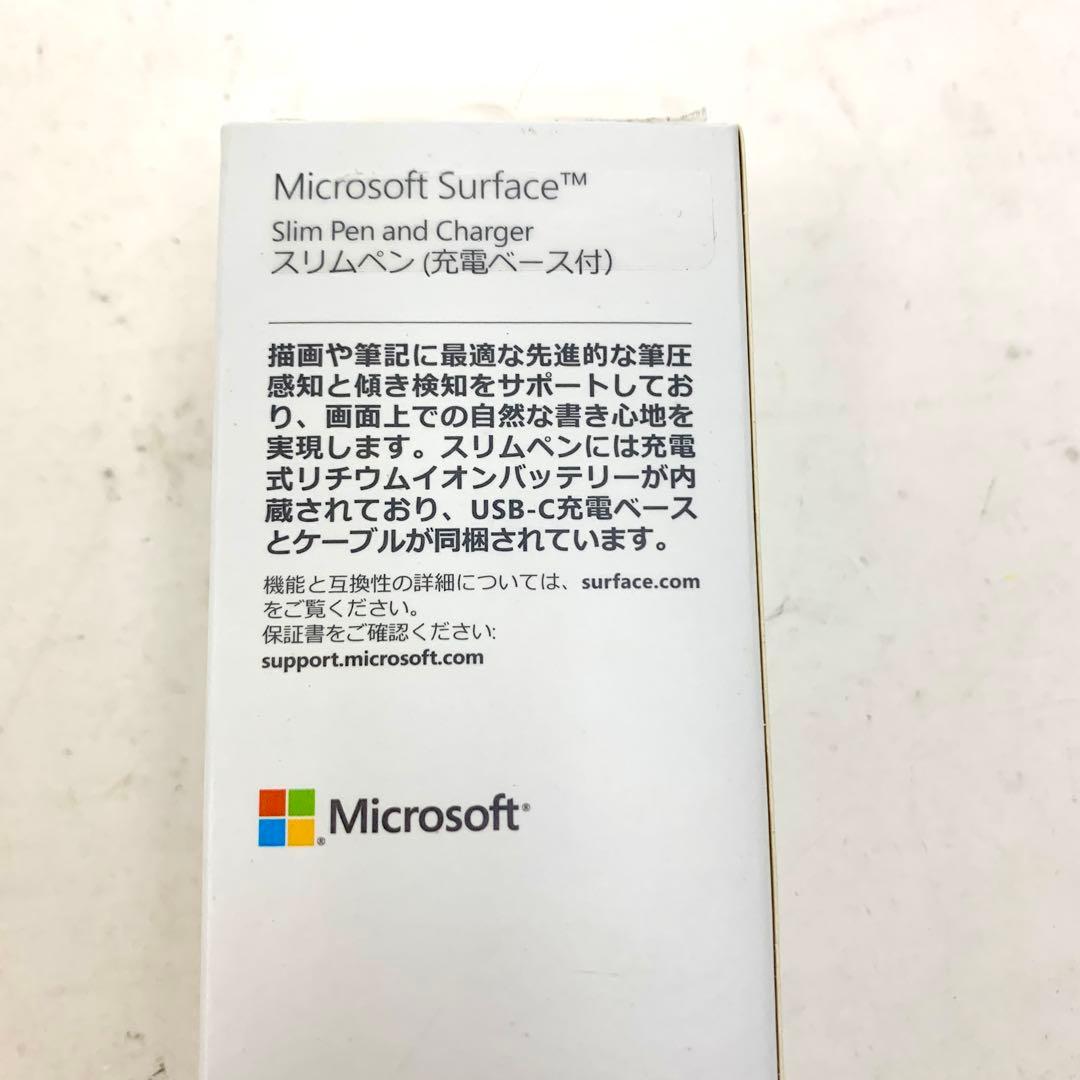 Microsoft Surface™
Slim Pen and Charger
スリムペン (充電ベース付)
描画や筆記に最適な先進的な筆圧
感知と傾き検知をサポートしてお
り、画面上での自然な書き心地を
実現します。スリムペンには充電
式リチウムイオンバッテリーが内
蔵されており、USB-C充電ベース
とケーブルが同梱されています。
機能と互換性の詳細については、surface.com
をご覧ください。
保証書をご確認ください:
support.microsoft.com
Microsoft®